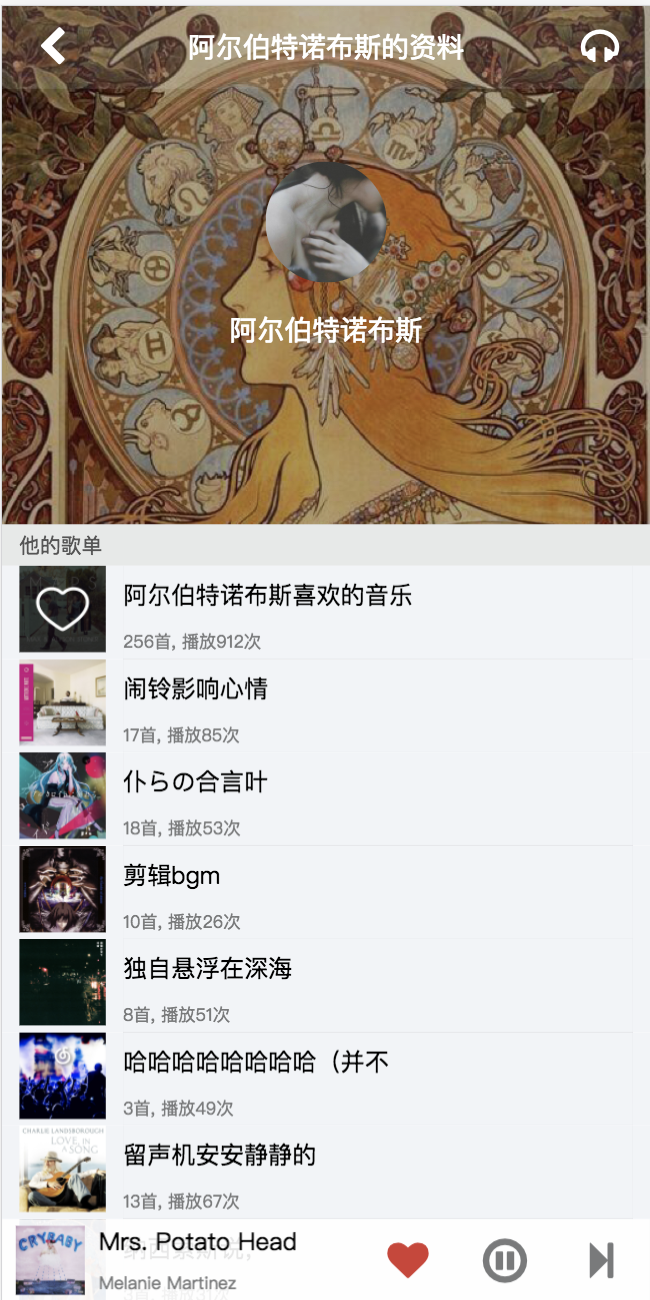 阿尔伯特诺布斯的资料
阿尔伯特诺布斯
他的歌单
阿尔伯特诺布斯喜欢的音乐
256首, 播放912次
闹铃影响心情
17首, 播放85次
仆らの合言叶
18首, 播放53次
剪辑bgm
10首, 播放26次
独自悬浮在深海
8首, 播放51次
哈哈哈哈哈哈哈哈（并不
3首, 播放49次
CHARLIE LANDSBOROUGH
LOVE, IN
A SONG
留声机安安静静的
13首, 播放67次
CRYBABY
Mrs. Potato Head
Melanie Martinez